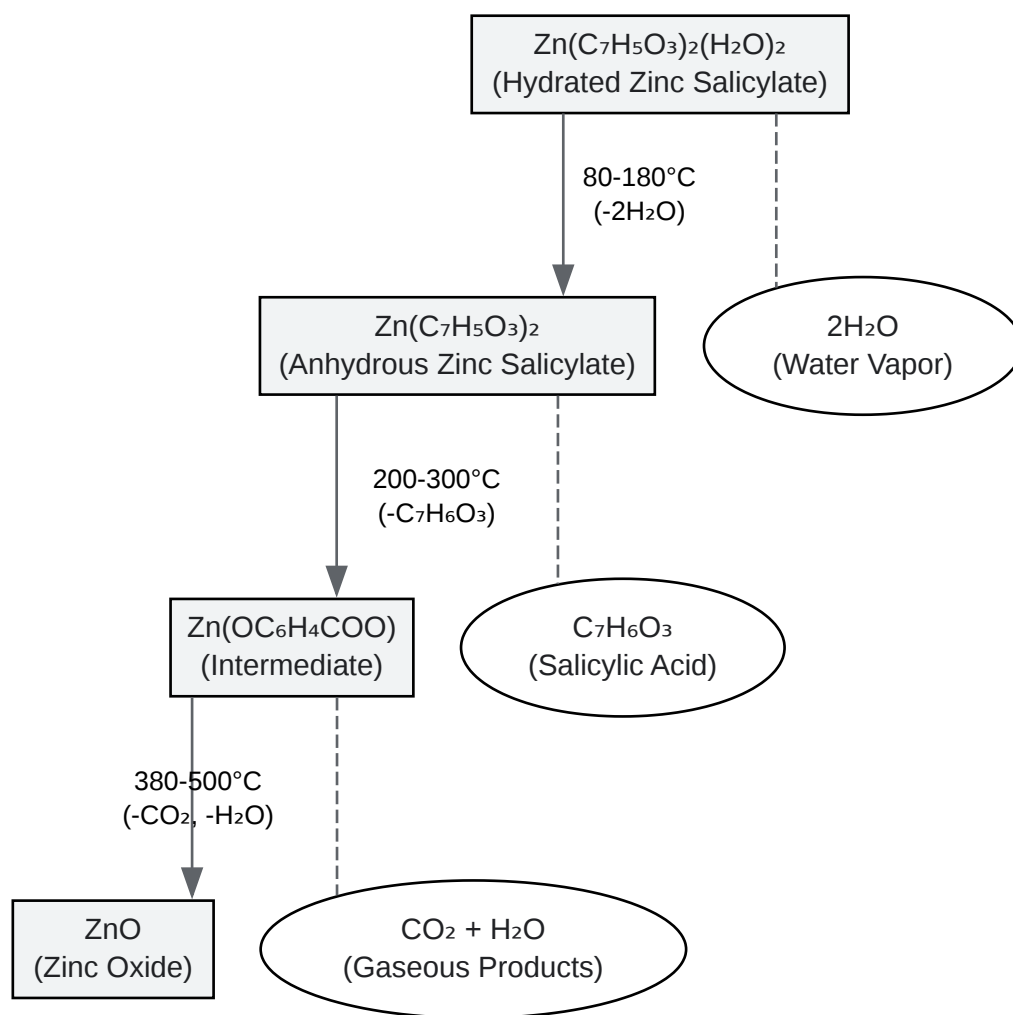 Zn(C₇H₅O₃)₂(H₂O)₂
(Hydrated Zinc Salicylate)
80-180°C
(-2H₂O)
Zn(C₇H₅O₃)₂
(Anhydrous Zinc Salicylate)
2H₂O
(Water Vapor)
200-300°C
(-C₇H₆O₃)
Zn(OC₆H₄COO)
(Intermediate)
C₇H₆O₃
(Salicylic Acid)
380-500°C
(-CO₂, -H₂O)
ZnO
(Zinc Oxide)
CO₂ + H₂O
(Gaseous Products)